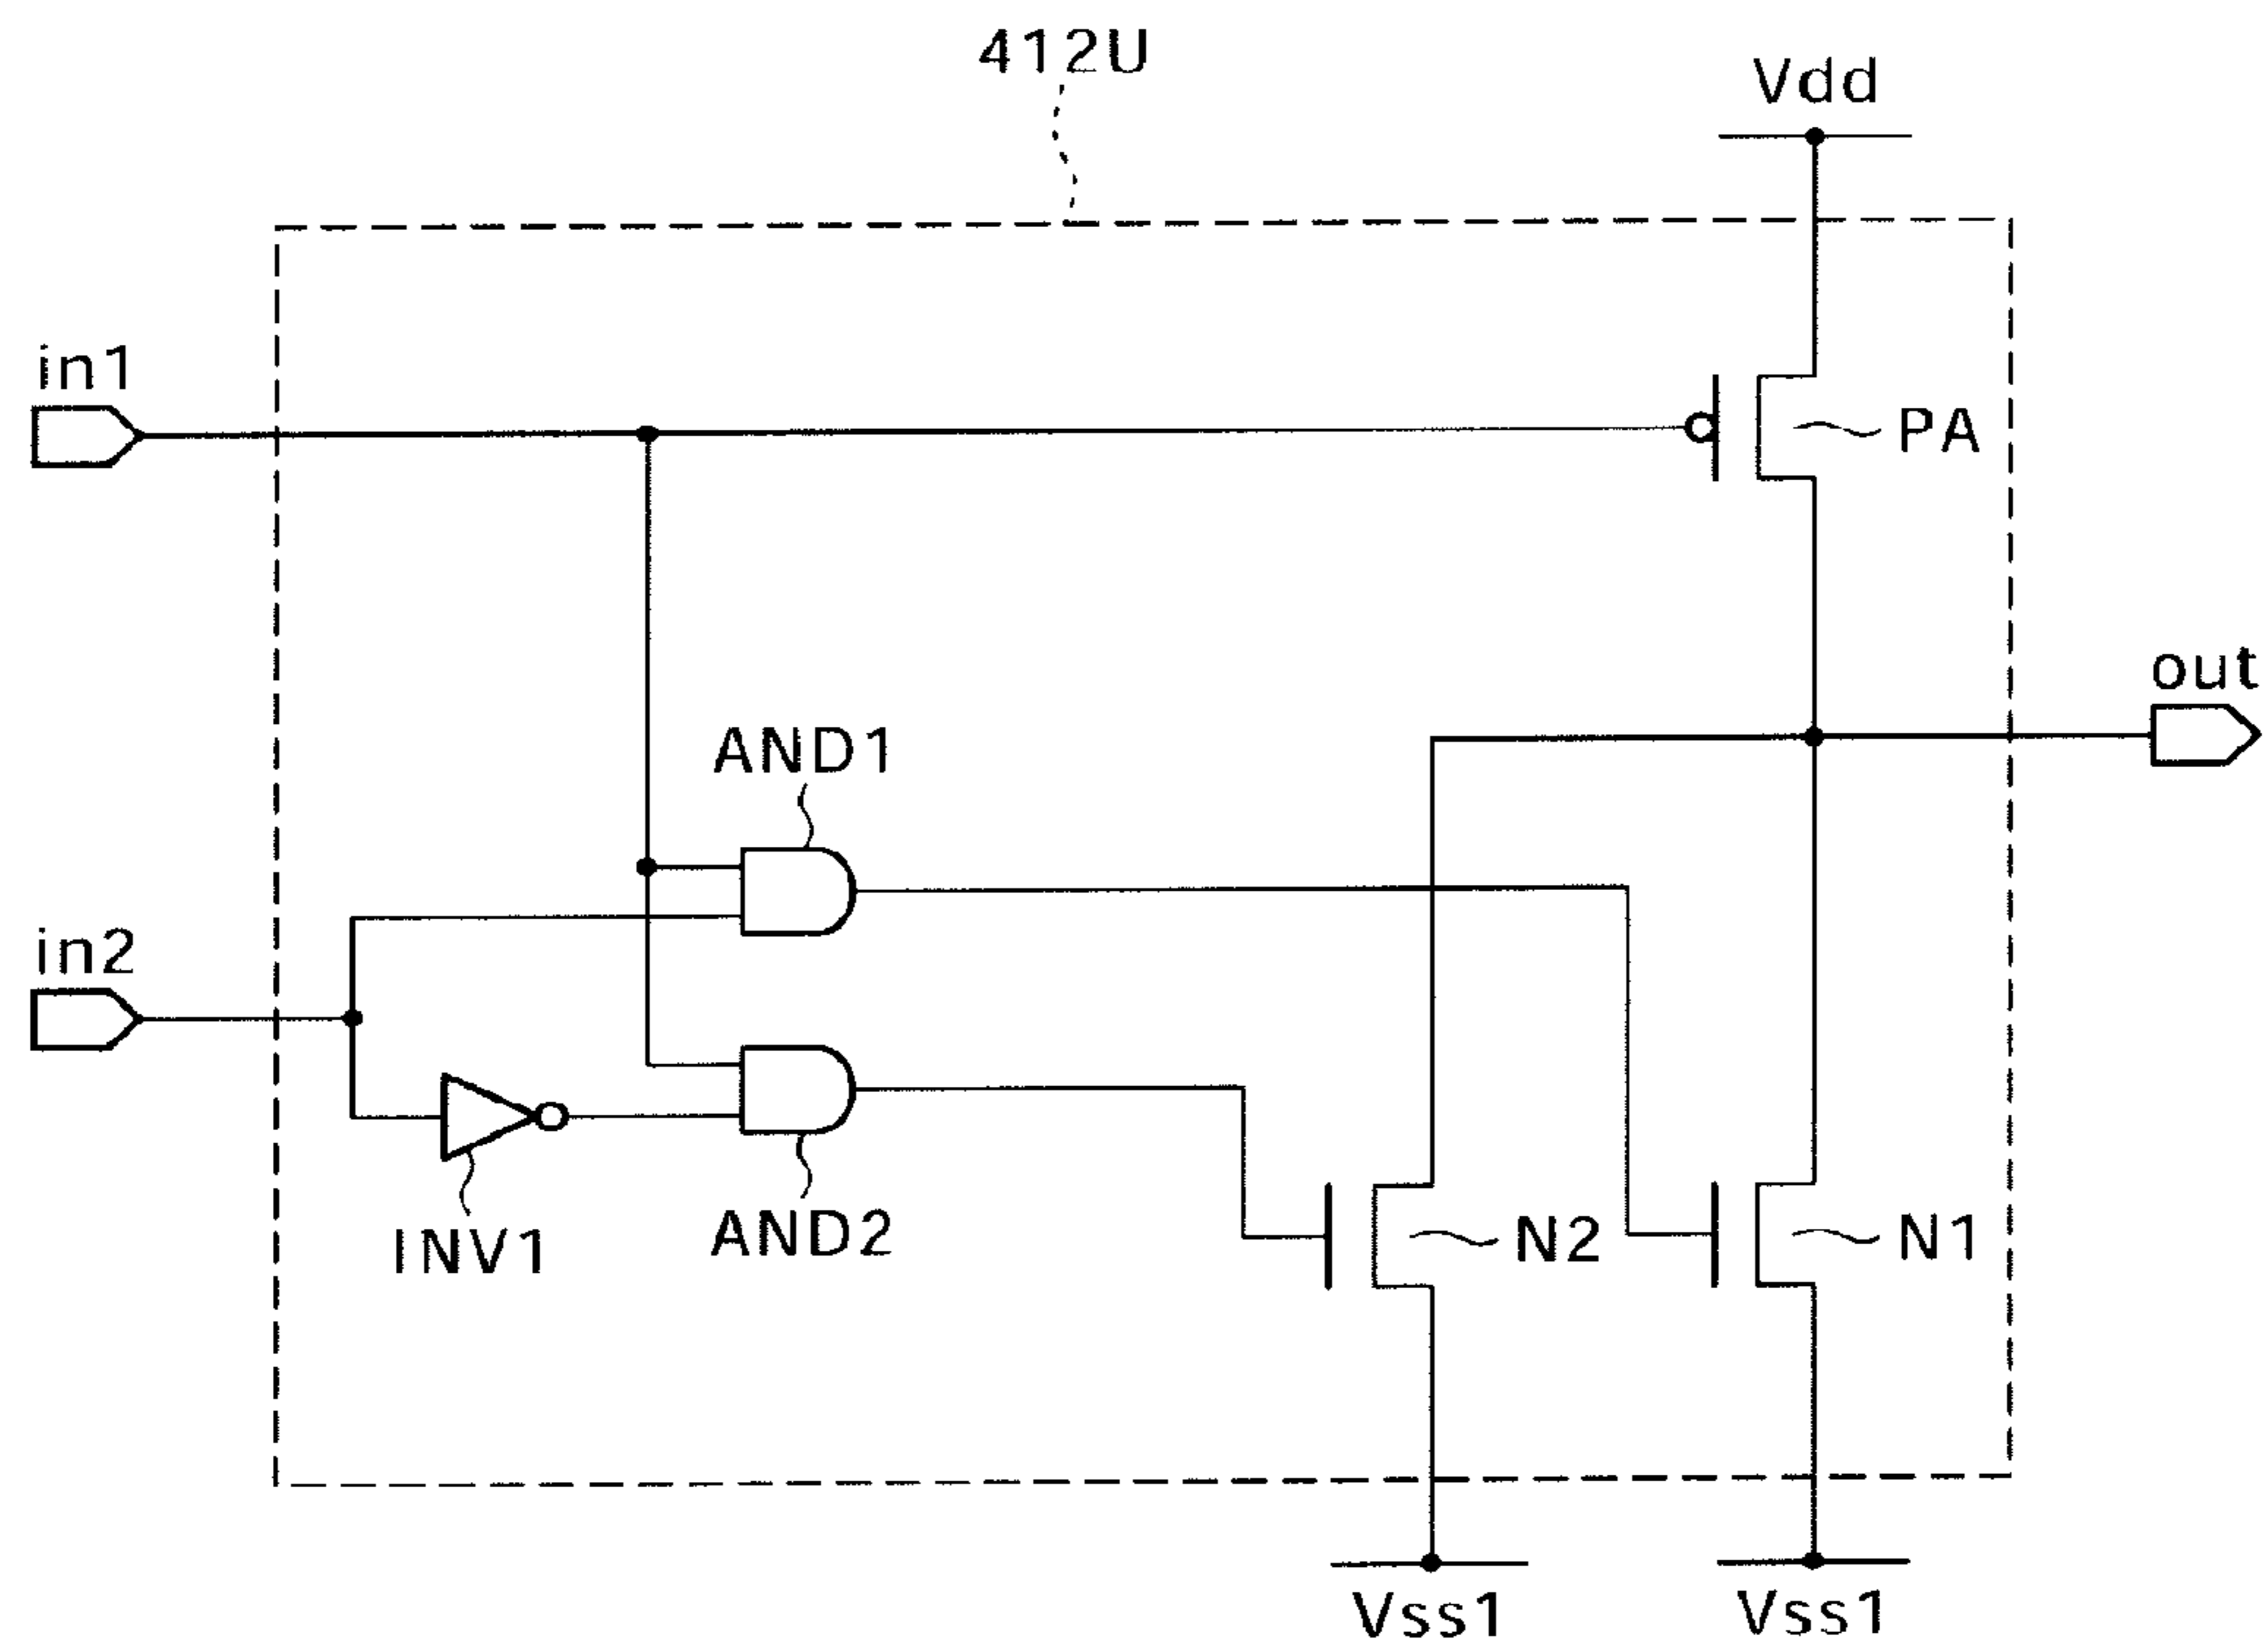 412U
Vdd
in1
PA
out
AND1
in2
INV1
AND2
N2
N1
Vss1
Vss1